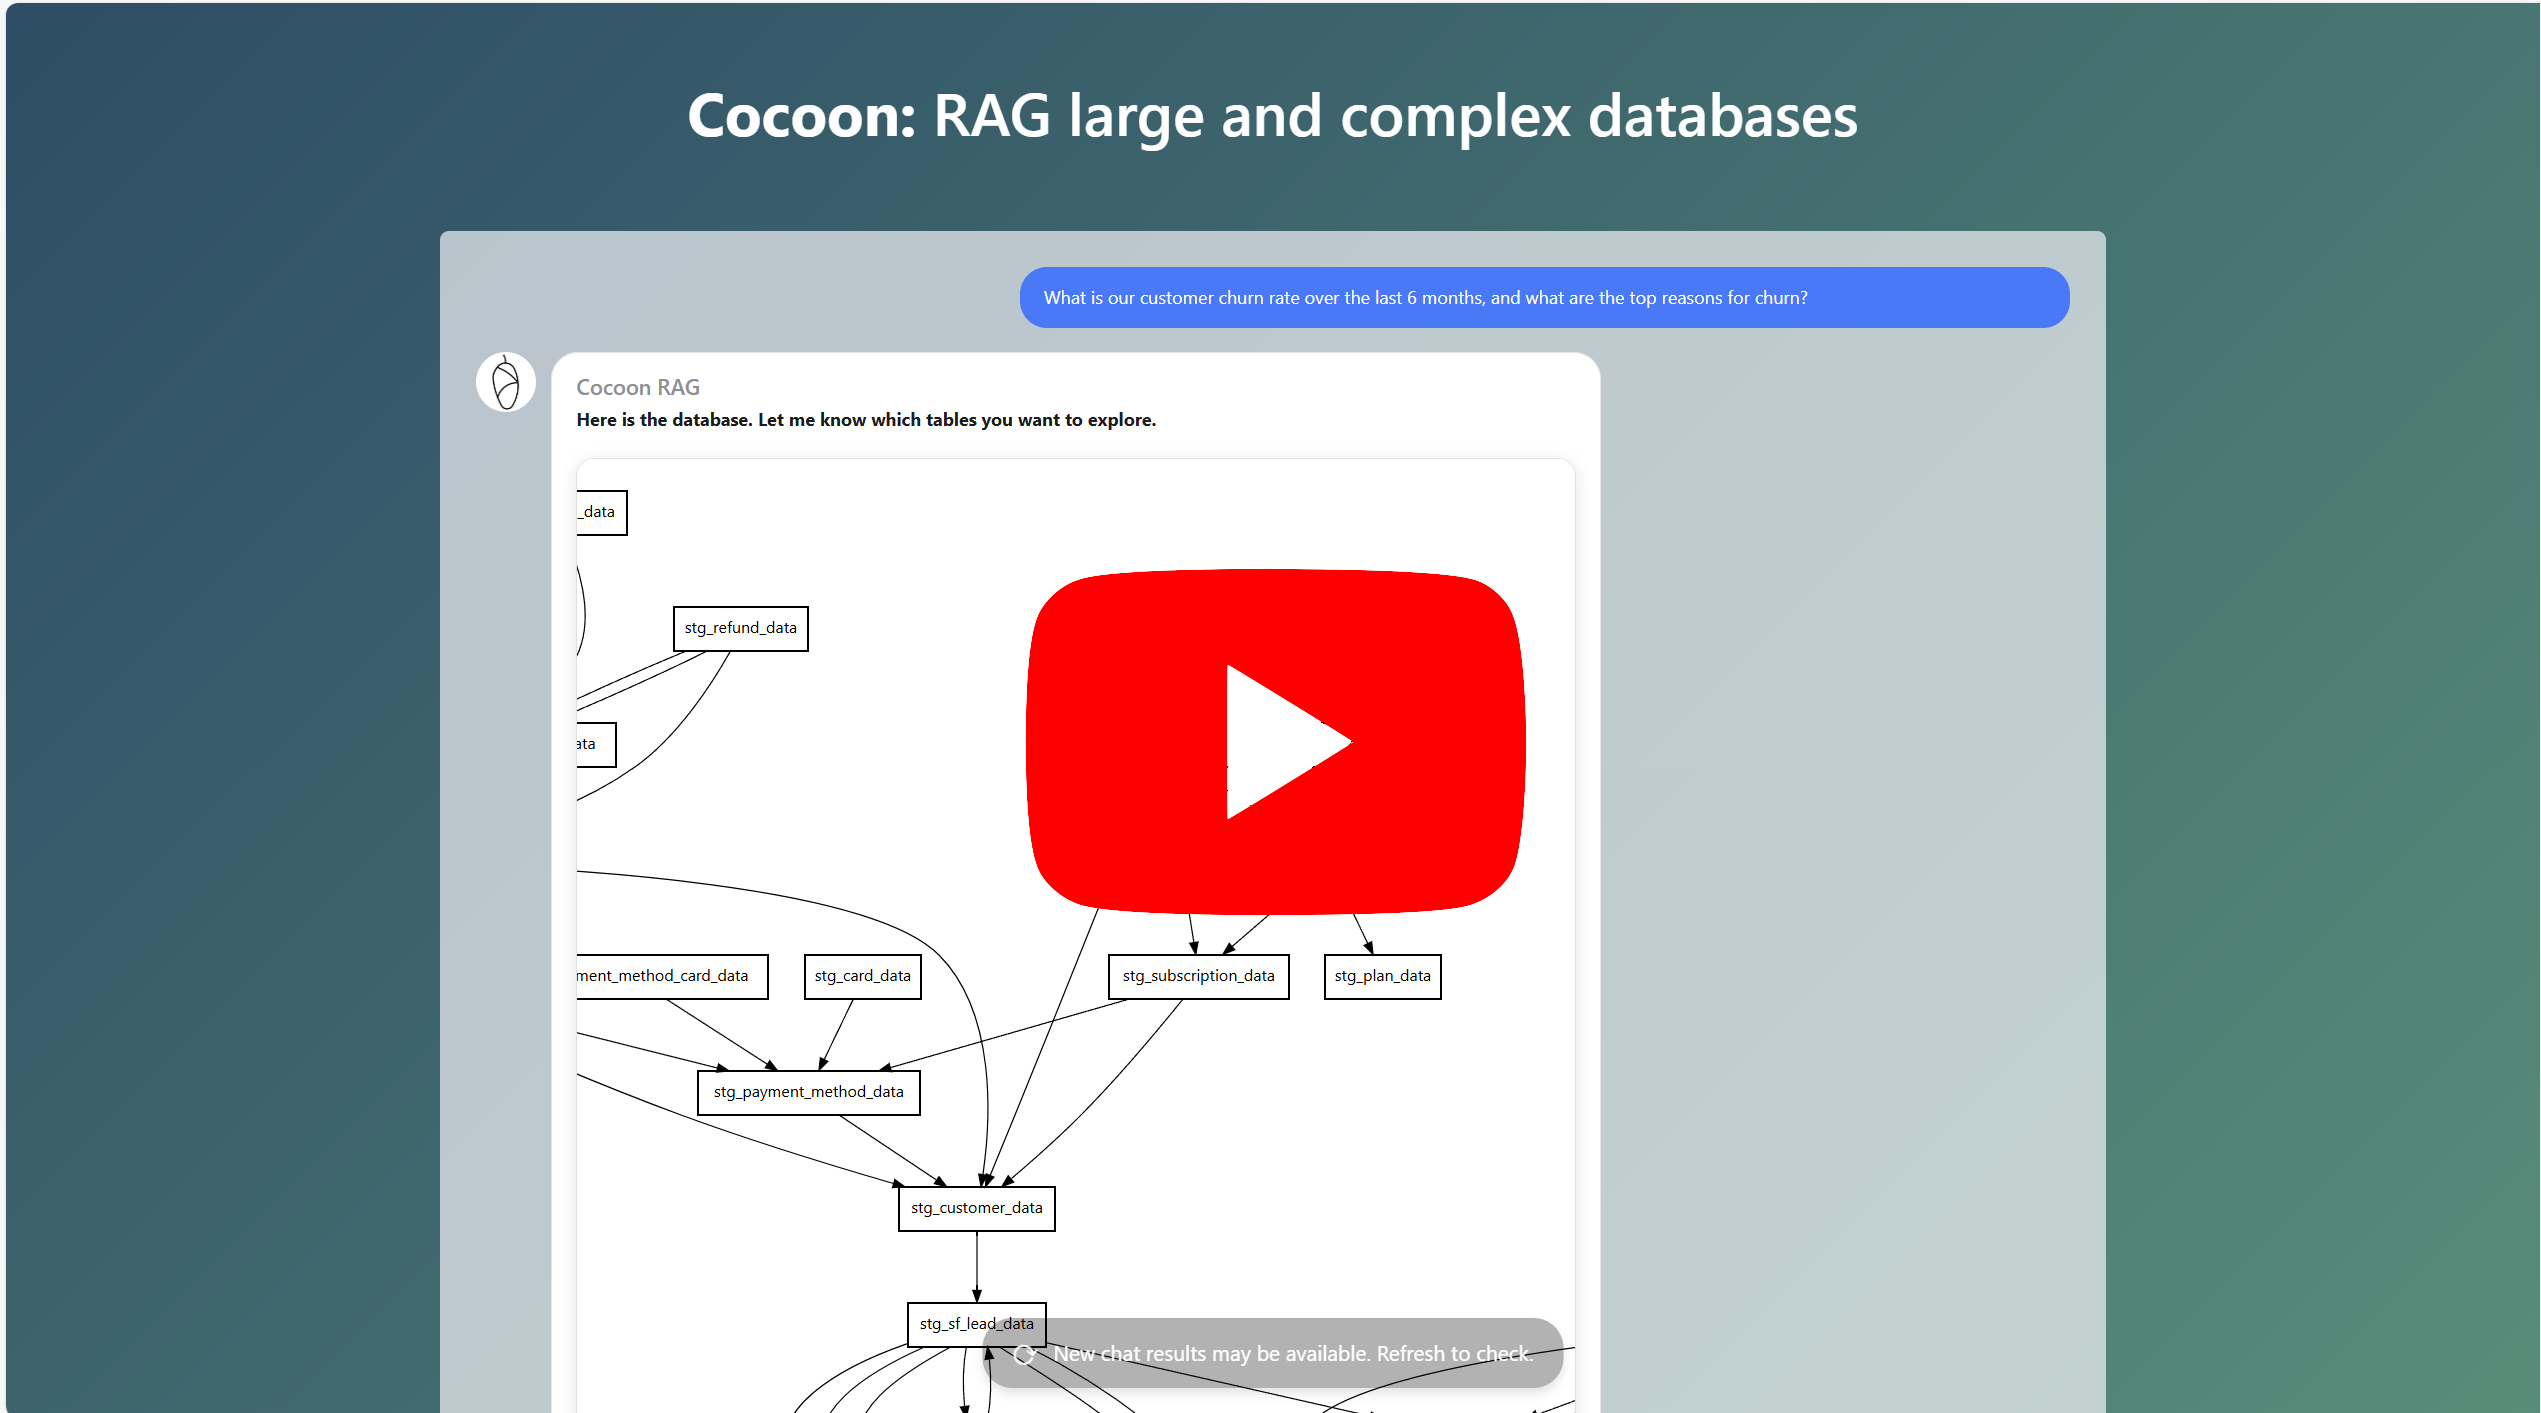 Cocoon: RAG large and complex databases
What is our customer churn rate over the last 6 months, and what are the top reasons for churn?
Cocoon RAG
Here is the database. Let me know which tables you want to explore.
_data
stg_refund_data
ata
ment_method_card_data
stg_card_data
stg_subscription_data
stg_plan_data
stg_payment_method_data
stg_customer_data
stg_sf_lead_data
New chat results may be available. Refresh to check.